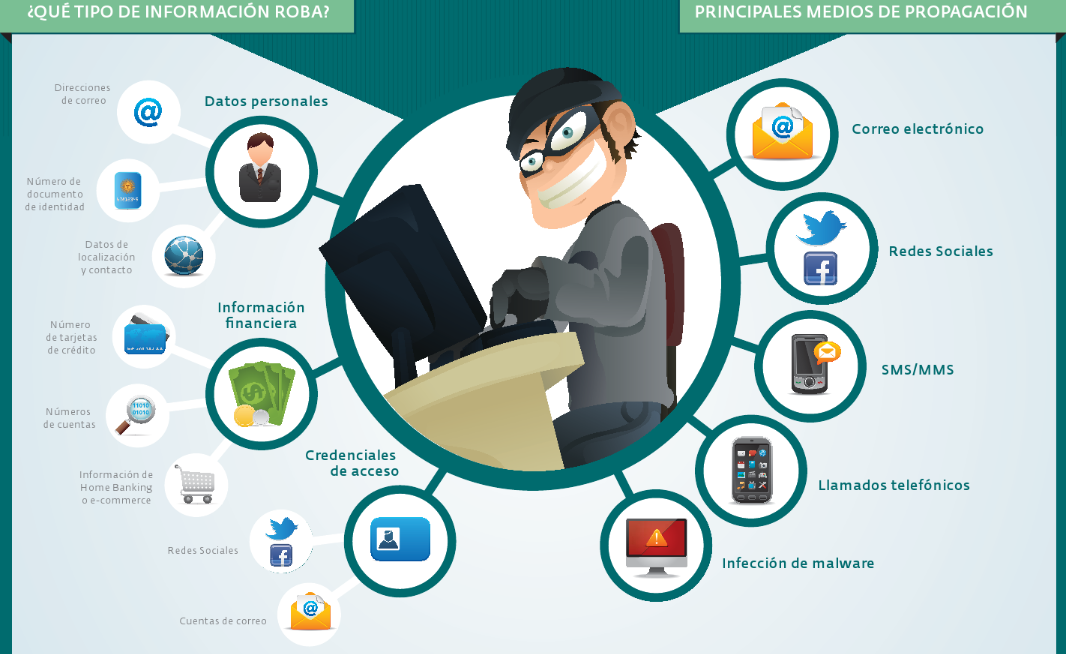 ¿QUÉ TIPO DE INFORMACIÓN ROBA?
PRINCIPALES MEDIOS DE PROPAGACIÓN
Direcciones
de correo
Datos personales
Número de
documento
de identidad
Datos de
localización
y contacto
Información
financiera
Número
de tarjetas
de crédito
Números
de cuentas
11010
01010
Información de
Home Banking
o e-commerce
Credenciales
de acceso
Redes Sociales
Cuentas de correo
Correo electrónico
Redes Sociales
SMS/MMS
Llamados telefónicos
Infección de malware